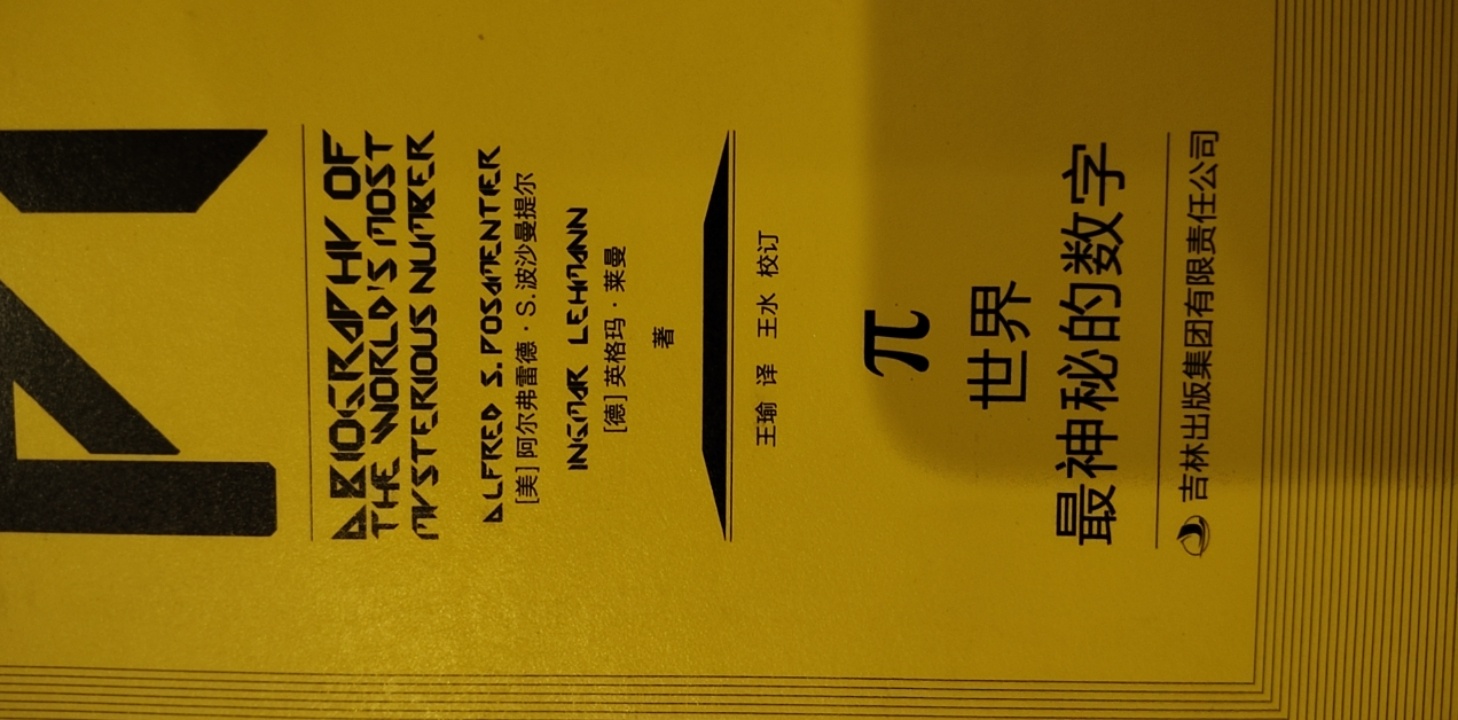 A BIOGRAPHY OF
THE WORLD'S MOST
MYSTERIOUS NUMBER
ALFRED S. POSAMENTIER
[美] 阿尔弗雷德·S.波沙曼提尔
INGMAR LEHMANN
[德] 英格玛·莱曼
著
王瑜 译 王水 校订
π
世界
最神秘的数字
吉林出版集团有限责任公司